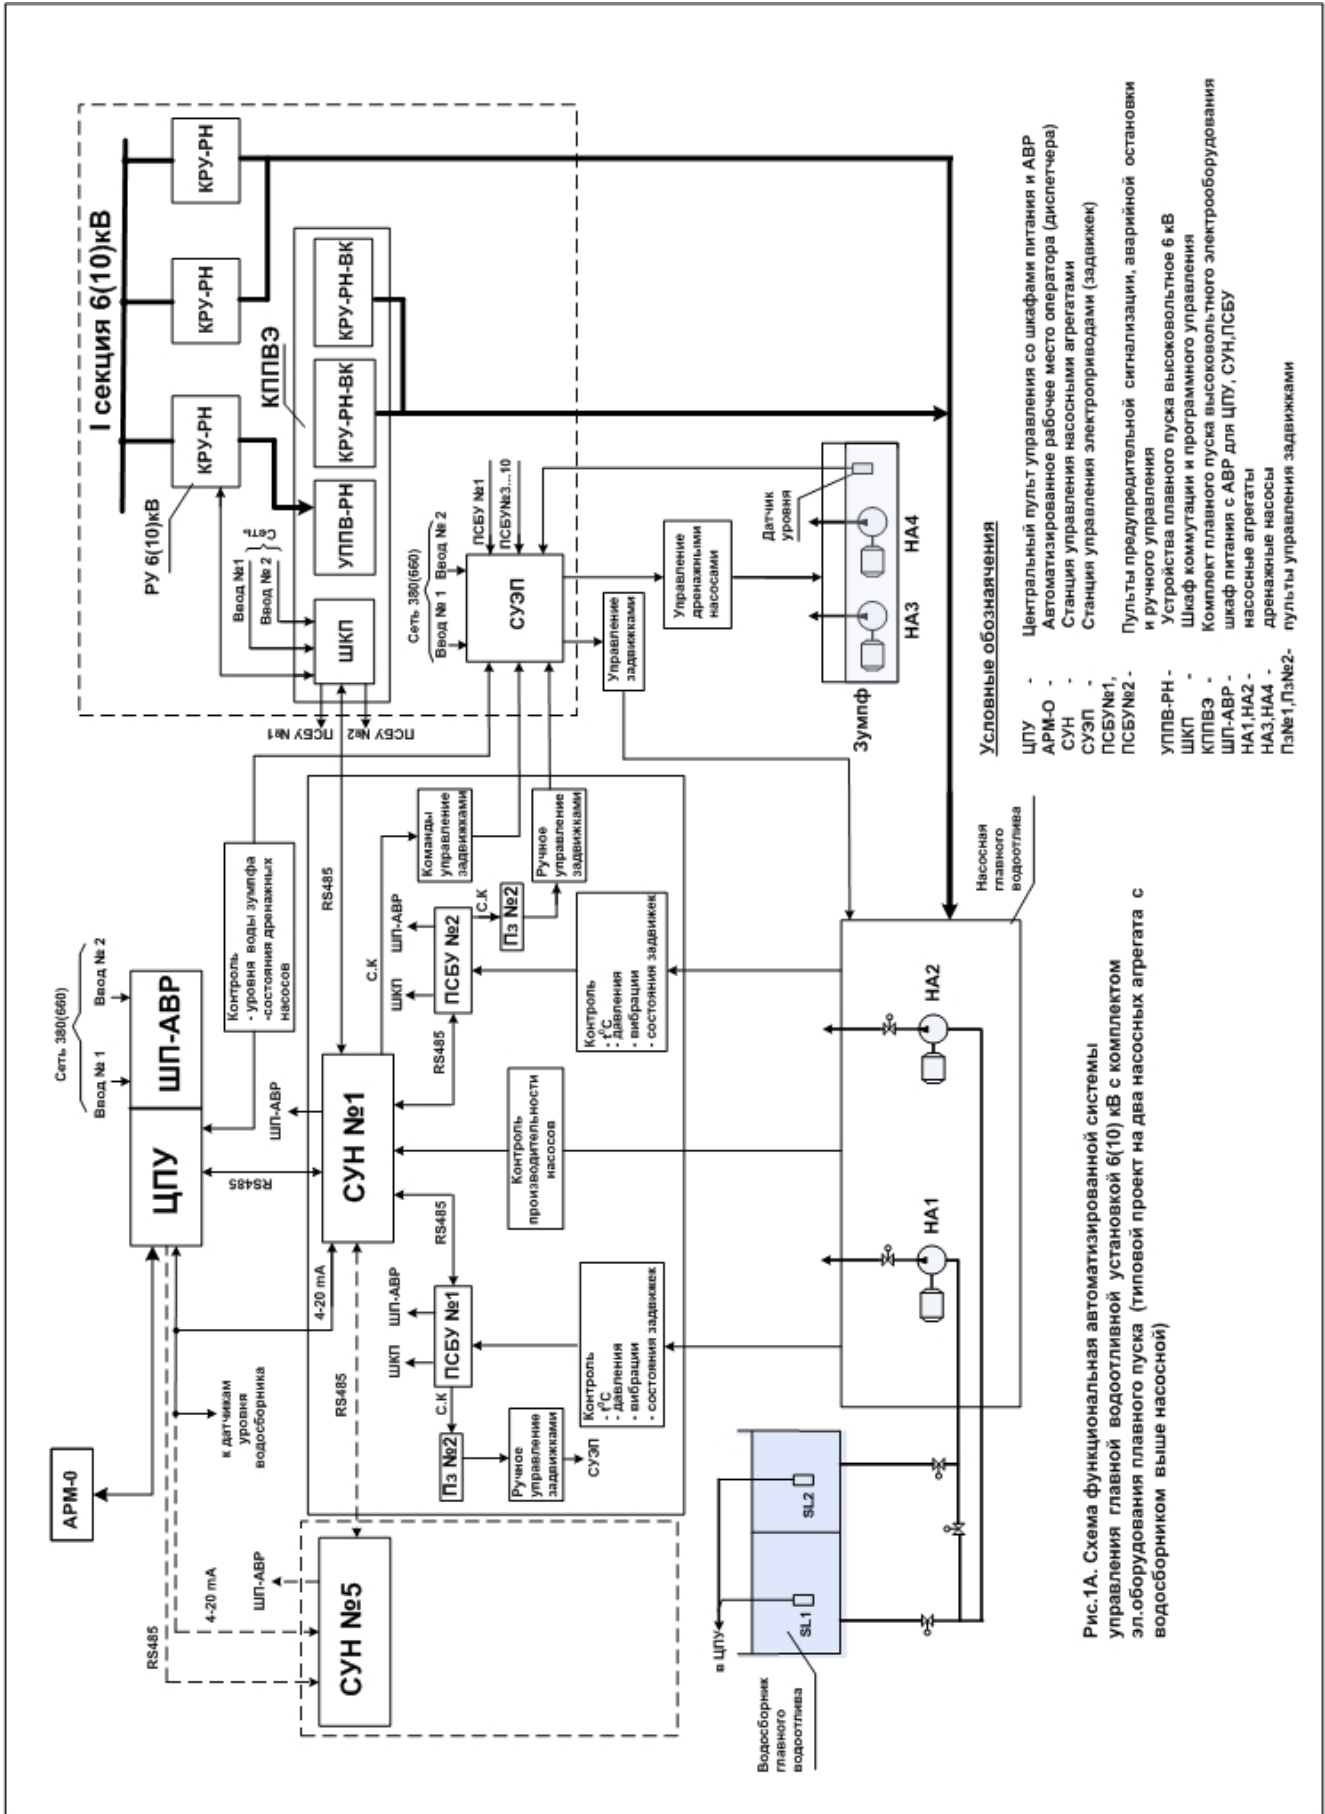 I секция 6(10)кВ
РУ 6(10)кВ
КРУ-РН
КРУ-РН
КРУ-РН
КППВЭ
Ввод №1
Ввод № 2
Сеть
ШКП
УППВ-РН
КРУ-РН-ВК
КРУ-РН-ВК
ПСБУ №1
ПСБУ №2
Сеть 380(660)
Ввод № 1
Ввод № 2
ПСБУ №1
ПСБУ№3...10
СУЭП
Управление
задвижками
Управление
дренажными
насосами
Датчик
уровня
Зумпф
НА3
НА4
АРМ-0
Сеть 380(660)
Ввод № 1
Ввод № 2
ЦПУ
ШП-АВР
Контроль
- уровня воды зумпфа
-состояния дренажных
насосов
к датчикам
уровня
водосборника
RS485
4-20 mA
ШП-АВР
СУН №5
RS485
4-20 mA
RS485
ШП-АВР
СУН №1
RS485
С.К
Команды
управление
задвижками
RS485
RS485
ШКП
ШП-АВР
ПСБУ №1
С.К
Пз №2
Ручное
управление
задвижками
СУЭП
ШКП
ШП-АВР
ПСБУ №2
С.К
Пз №2
Ручное
управление
задвижками
Контроль
производительности
насосов
Контроль
- t⁰C
- давления
- вибрации
- состояния задвижек
Контроль
- t⁰C
- давления
- вибрации
- состояния задвижек
в ЦПУ
SL1
SL2
Водосборник
главного
водоотлива
НА1
НА2
Насосная
главного
водоотлива
Условные обознаячения
ЦПУ - Центральный пульт управления со шкафами питания и АВР
АРМ-О - Автоматизированное рабочее место оператора (диспетчера)
СУН - Станция управления насосными агрегатами
СУЭП - Станция управления электроприводами (задвижек)
ПСБУ№1,
ПСБУ№2 - Пульты предупредительной сигнализации, аварийной остановки
и ручного управления
УППВ-РН - Устройства плавного пуска высоковольтное 6 кВ
ШКП - Шкаф коммутации и программного управления
КППВЭ - Комплект плавного пуска высоковольтного электрооборудования
ШП-АВР - шкаф питания с АВР для ЦПУ, СУН,ПСБУ
НА1,НА2 - насосные агрегаты
НА3,НА4 - дренажные насосы
Пз№1,Пз№2- пульты управления задвижками
Рис.1А. Схема функциональная автоматизированной системы
управления главной водоотливной установкой 6(10) кВ с комплектом
эл.оборудования плавного пуска (типовой проект на два насосных агрегата с
водосборником выше насосной)